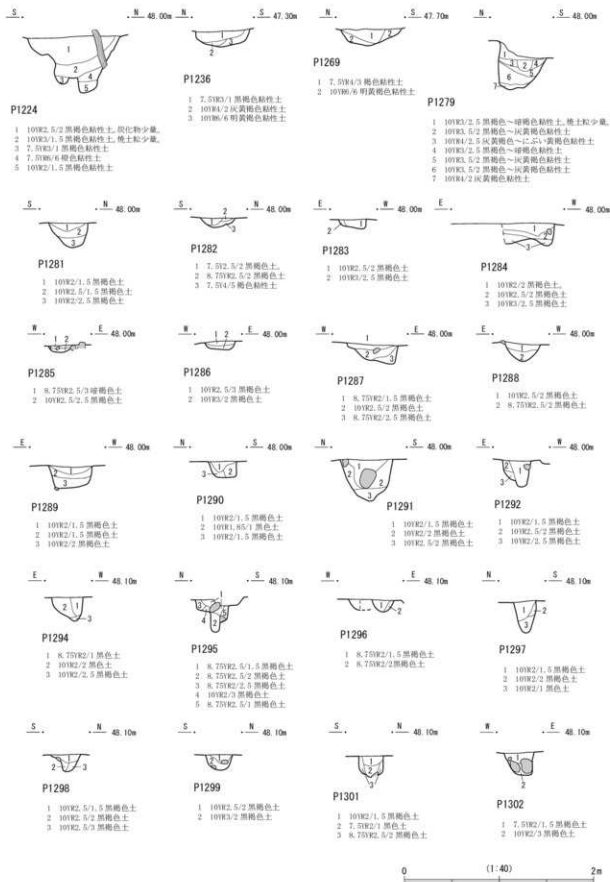 S N 48.00m
P1224
1 10YR2.5/2 黒褐色粘性土。炭化物少量。
2 10YR3/1.5 黒褐色粘性土。焼土粒少量。
3 7.5YR3/1 黒褐色粘性土
4 7.5YR6/6 橙色粘性土
5 10YR2/1.5 黒褐色粘性土
S N 47.30m
P1236
1 7.5YR3/1 黒褐色粘性土
2 10YR4/2 灰黄褐色粘性土
3 10YR6/6 明黄褐色粘性土
N S 47.70m
P1269
1 7.5YR4/3 褐色粘性土
2 10YR6/6 明黄褐色粘性土
N S 48.00m
P1279
1 10YR3/2.5 黒褐色~暗褐色粘性土。焼土粒少量。
2 10YR3.5/2 黒褐色~灰黄褐色粘性土
3 10YR4/2.5 灰黄褐色~にぶい黄褐色粘性土
4 10YR3/2.5 黒褐色~暗褐色粘性土
5 10YR3.5/2 黒褐色~灰黄褐色粘性土
6 10YR3.5/2 黒褐色~灰黄褐色粘性土
7 10YR4/2 灰黄褐色粘性土
S N 48.00m
P1281
1 10YR2/1.5 黒褐色土
2 10YR2.5/1.5 黒褐色土
3 10YR2/2.5 黒褐色土
S N 48.00m
P1282
1 7.5Y2.5/2 黒褐色土。
2 8.75YR2.5/2 黒褐色土
3 7.5Y4/5 褐色粘性土
E W 48.00m
P1283
1 10YR2.5/2 黒褐色土
2 10YR3/2.5 黒褐色土
E W 48.00m
P1284
1 10YR2/2 黒褐色土。
2 10YR2.5/2 黒褐色土
3 10YR3/2.5 黒褐色土
W E 48.00m
P1285
1 8.75YR2.5/3 暗褐色土
2 10YR2.5/2.5 黒褐色土
W E 48.00m
P1286
1 10YR2.5/3 黒褐色土
2 10YR3/2 黒褐色土
W E 48.00m
P1287
1 8.75YR2/1.5 黒褐色土
2 10YR2.5/2 黒褐色土
3 8.75YR2/2.5 黒褐色土
E W 48.00m
P1288
1 10YR2.5/2 黒褐色土
2 8.75YR2.5/2 黒褐色土
E W 48.00m
P1289
1 10YR2/1.5 黒褐色土
2 10YR2/1.5 黒褐色土
3 10YR2/2 黒褐色土
N S 48.00m
P1290
1 10YR2/1.5 黒褐色土
2 10YR1.85/1 黒褐色土
3 10YR2/1.5 黒褐色土
N S 48.00m
P1291
1 10YR2/1.5 黒褐色土
2 10YR2/2 黒褐色土
3 10YR2.5/2 黒褐色土
E W 48.00m
P1292
1 10YR2/1.5 黒褐色土
2 10YR2.5/2 黒褐色土
3 10YR2/2.5 黒褐色土
E W 48.10m
P1294
1 8.75YR2/1 黒色土
2 10YR2/2 黒色土
3 10YR2/2.5 黒褐色土
N S 48.10m
P1295
1 8.75YR2.5/1.5 黒褐色土
2 8.75YR2.5/2 黒褐色土
3 8.75YR2/2.5 黒褐色土
4 10YR2/3 黒褐色土
5 8.75YR2.5/1 黒褐色土
W E 48.10m
P1296
1 8.75YR2/1.5 黒褐色土
2 8.75YR2/2黒褐色土
N S 48.10m
P1297
1 10YR2/1.5 黒褐色土
2 10YR2/2 黒褐色土
3 10YR2/1 黒色土
S N 48.10m
P1298
1 10YR2.5/1.5 黒褐色土
2 10YR2.5/2 黒褐色土
3 10YR2.5/3 黒褐色土
S N 48.10m
P1299
1 10YR2.5/2 黒褐色土
2 10YR3/2 黒褐色土
S N 48.10m
P1301
1 10YR2/1.5 黒褐色土
2 7.5YR2/1 黒色土
3 8.75YR2.5/2 黒褐色土
W E 48.10m
P1302
1 7.5YR2/1.5 黒褐色土
2 10YR2/3 黒褐色土
0 (1:40) 2m